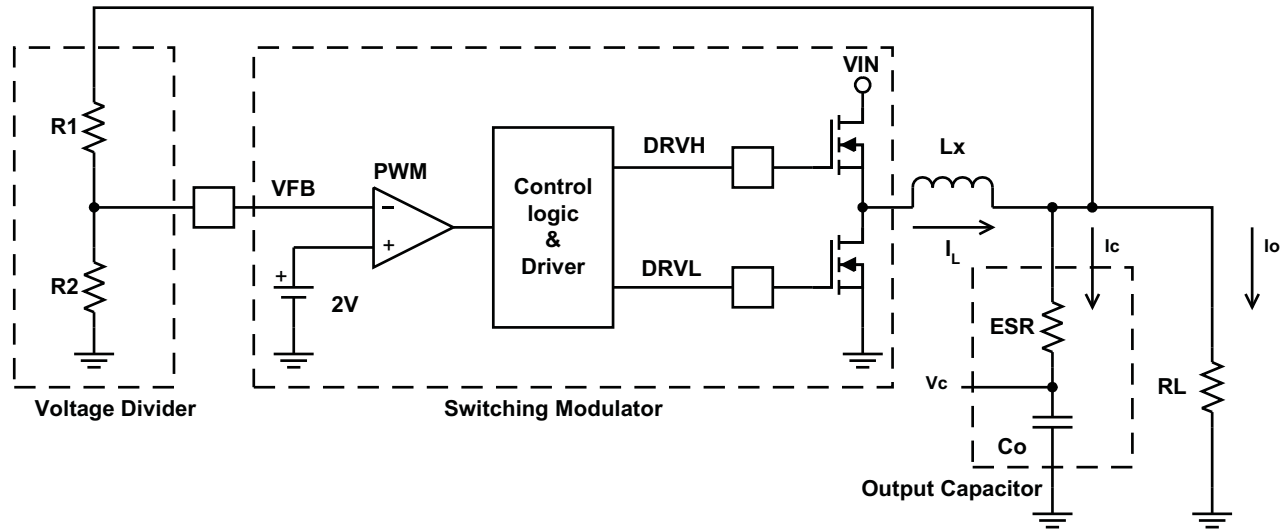 VIN
R1
DRVH
Lx
PWM
VFB
−
+
Control
logic
&
Driver
IL
Ic
Io
+
2V
DRVL
R2
ESR
Vc
RL
Co
Voltage Divider
Switching Modulator
Output Capacitor